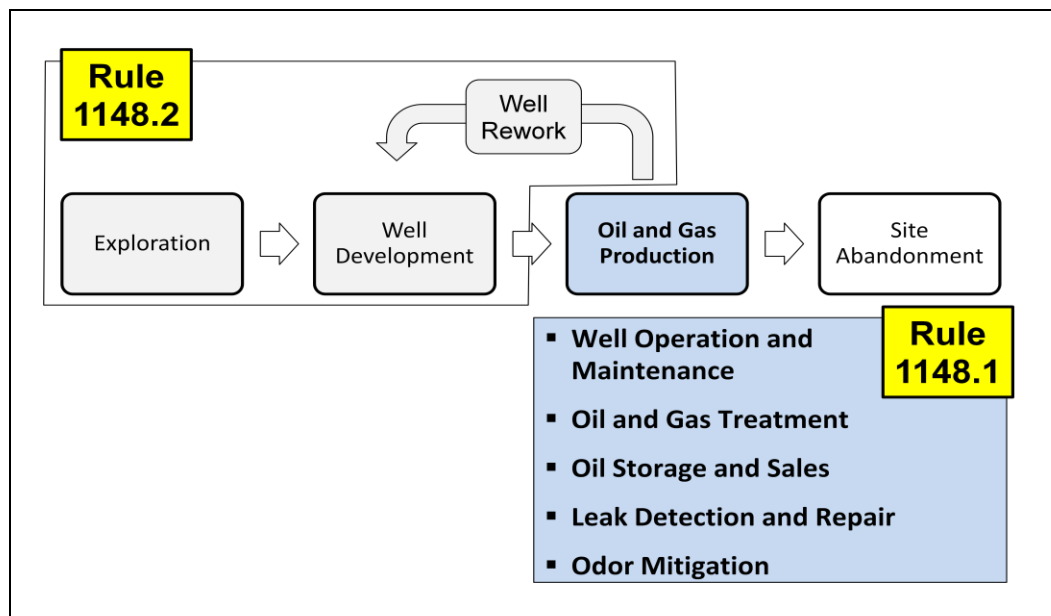 Rule
1148.2
Well
Rework
Exploration
Well
Development
Oil and Gas
Production
Site
Abandonment
Rule
1148.1
▪ Well Operation and
Maintenance
▪ Oil and Gas Treatment
▪ Oil Storage and Sales
▪ Leak Detection and Repair
▪ Odor Mitigation